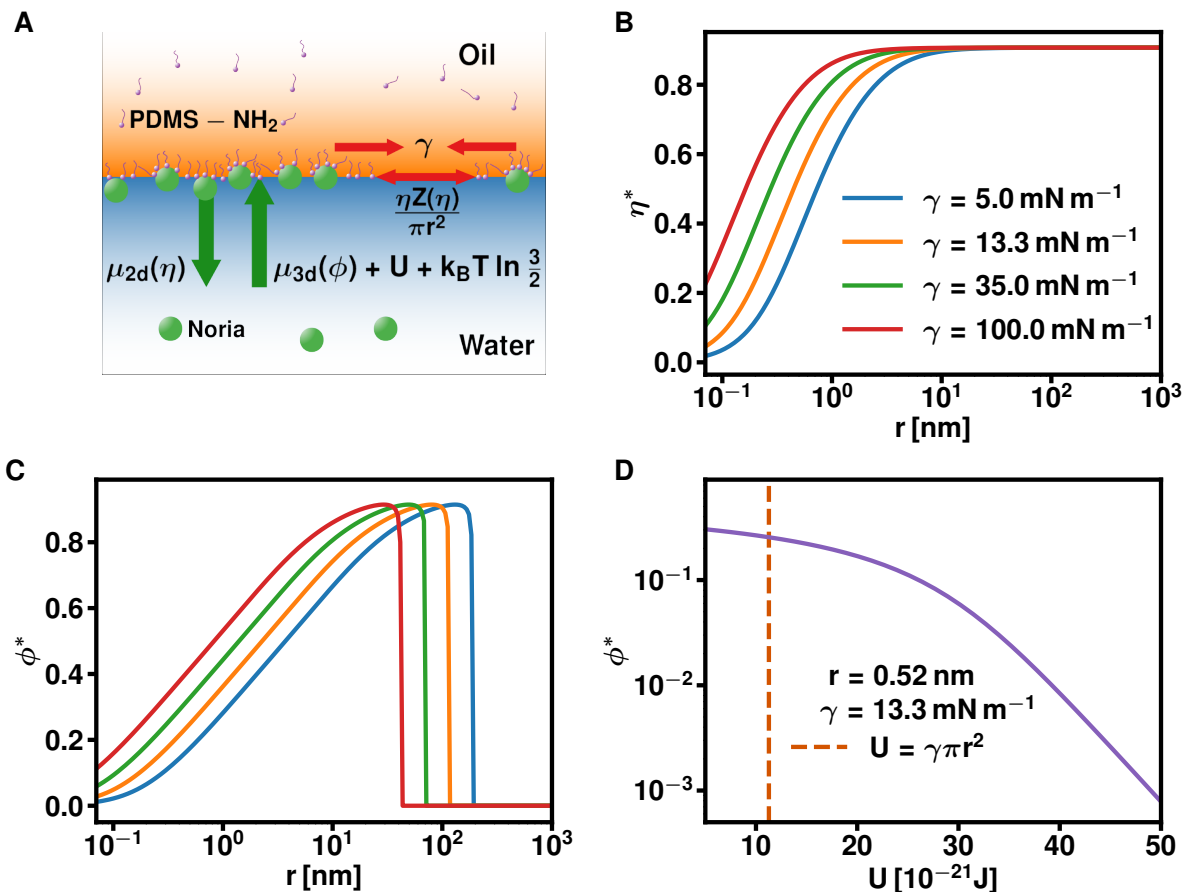 A
Oil
PDMS – NH₂
γ
ηZ(η)
πr²
μ2d(η)
μ3d(ϕ) + U + kBT ln 3/2
Noria
Water
B
η*
0.8
0.6
0.4
0.2
0.0
γ = 5.0 mN m⁻¹
γ = 13.3 mN m⁻¹
γ = 35.0 mN m⁻¹
γ = 100.0 mN m⁻¹
10⁻¹ 10⁰ 10¹ 10² 10³
r [nm]
C
ϕ*
0.8
0.6
0.4
0.2
0.0
10⁻¹ 10⁰ 10¹ 10² 10³
r [nm]
D
ϕ*
10⁻¹
10⁻²
10⁻³
r = 0.52 nm
γ = 13.3 mN m⁻¹
U = γπr²
10 20 30 40 50
U [10⁻²¹J]